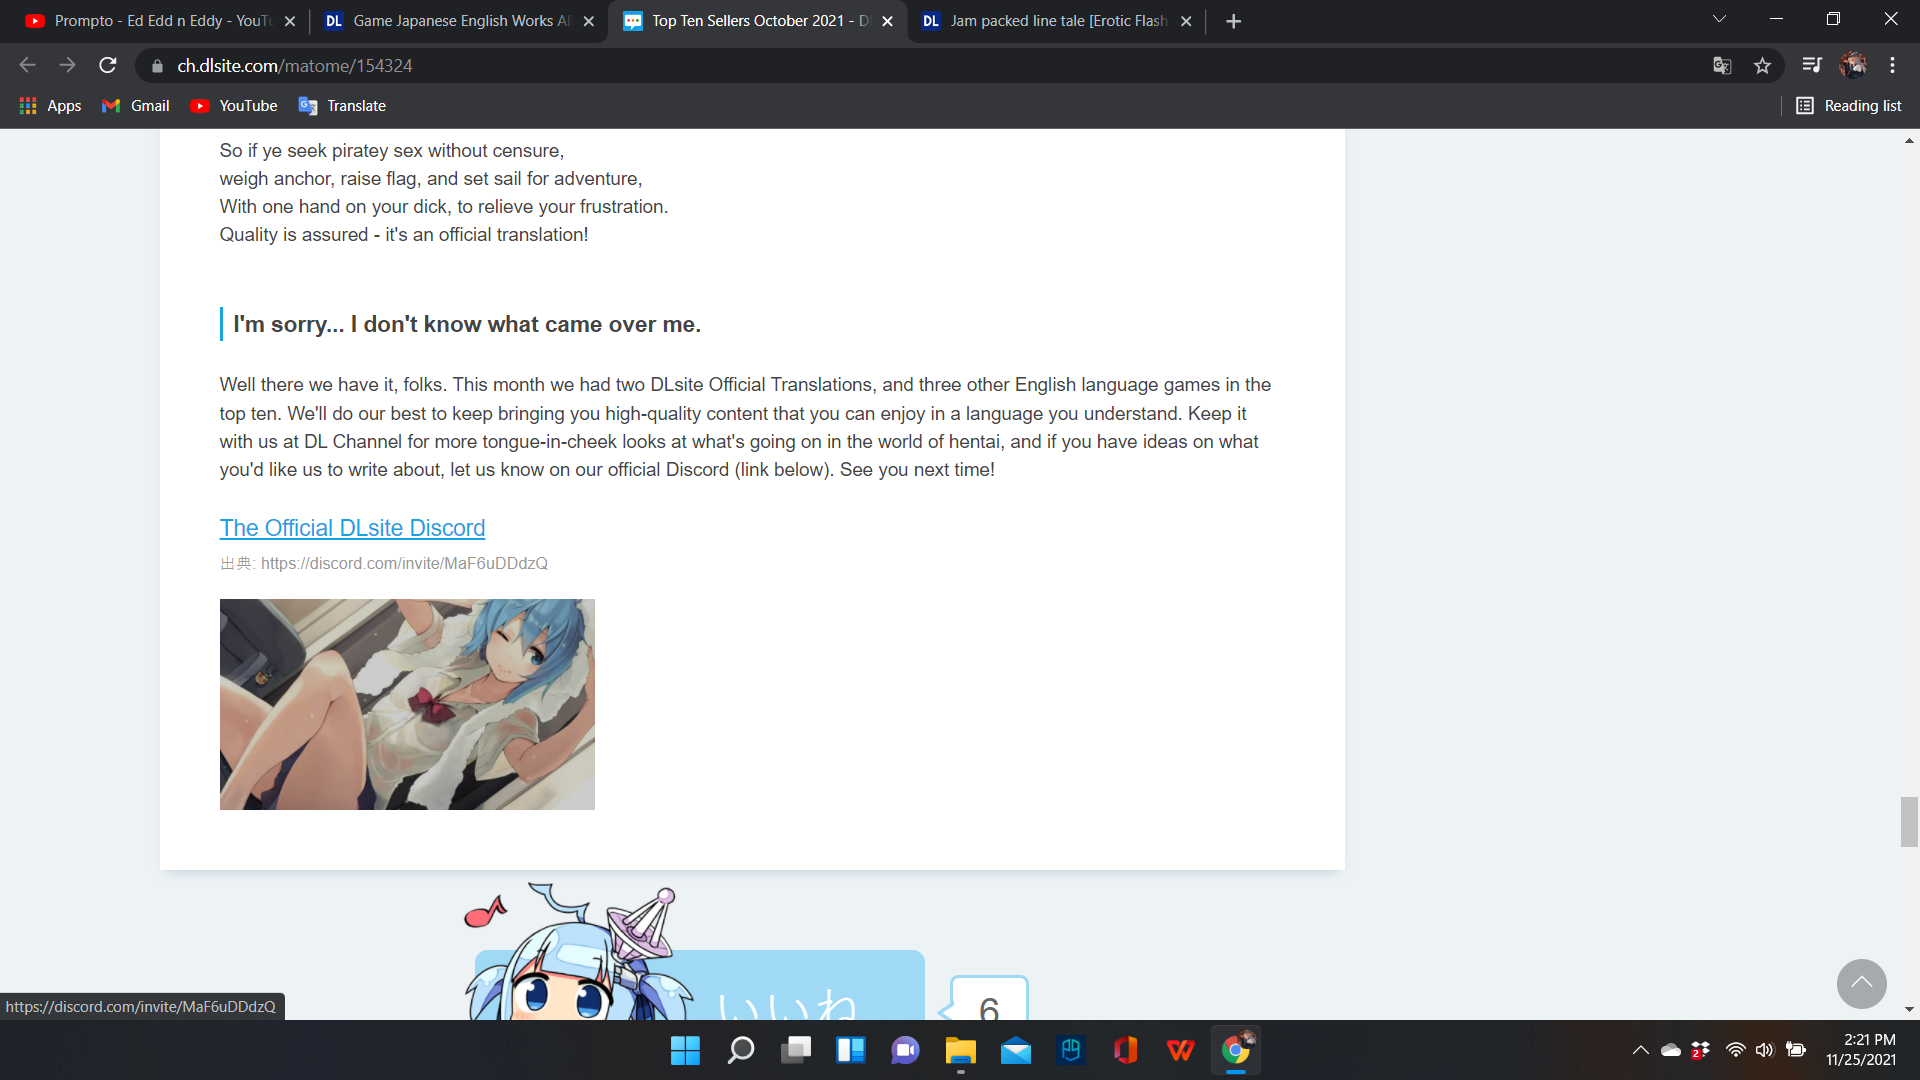 Prompto - Ed Edd n Eddy - YouTu
DL Game Japanese English Works Al
Top Ten Sellers October 2021 - D
DL Jam packed line tale [Erotic Flash
ch.dlsite.com/matome/154324
Apps
Gmail
YouTube
Translate
Reading list
So if ye seek piratey sex without censure,
weigh anchor, raise flag, and set sail for adventure,
With one hand on your dick, to relieve your frustration.
Quality is assured - it's an official translation!
I'm sorry... I don't know what came over me.
Well there we have it, folks. This month we had two DLsite Official Translations, and three other English language games in the
top ten. We'll do our best to keep bringing you high-quality content that you can enjoy in a language you understand. Keep it
with us at DL Channel for more tongue-in-cheek looks at what's going on in the world of hentai, and if you have ideas on what
you'd like us to write about, let us know on our official Discord (link below). See you next time!
The Official DLsite Discord
出典: https://discord.com/invite/MaF6uDDdzQ
いいね
6
https://discord.com/invite/MaF6uDDdzQ
2
2:21 PM
11/25/2021